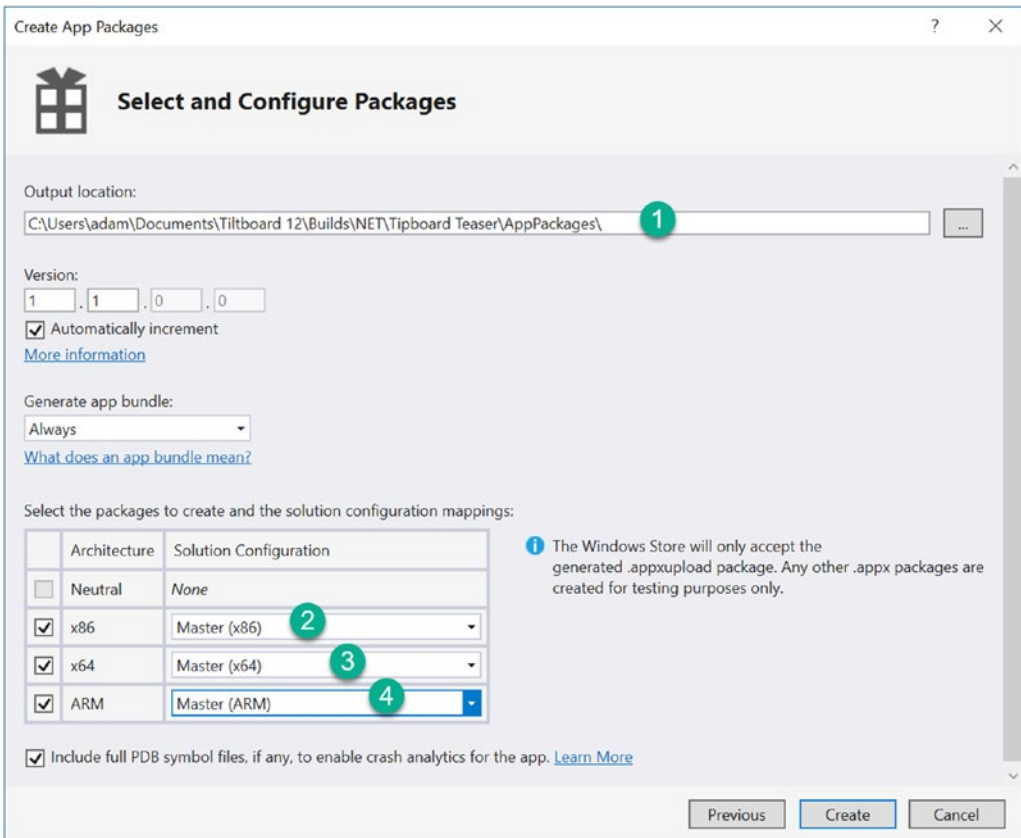 Create App Packages ? ×
Select and Configure Packages
Output location:
C:\Users\adam\Documents\Tiltboard 12\Builds\NET\Tipboard Teaser\AppPackages\ 1 ...
Version:
1 . 1 . 0 . 0
Automatically increment
More information
Generate app bundle:
Always
What does an app bundle mean?
Select the packages to create and the solution configuration mappings:
Architecture Solution Configuration
Neutral None
x86 Master (x86) 2
x64 Master (x64) 3
ARM Master (ARM) 4
The Windows Store will only accept the
generated .appxupload package. Any other .appx packages are
created for testing purposes only.
Include full PDB symbol files, if any, to enable crash analytics for the app. Learn More
Previous Create Cancel